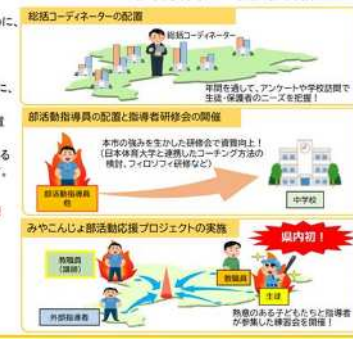 に、
に、
置
る
。
総括コーディネーターの配置
総括コーディネーター
年間を通して、アンケートや学校訪問で
生徒・保護者のニーズを把握！
部活動指導員の配置と指導者研修会の開催
本市の強みを生かした研修会で資質向上！
（日本体育大学と連携したコーチング方法の
検討、フィロソフィ研修など）
部活動指導員
他
中学校
みやこんじょ部活動応援プロジェクトの実施
県内初！
教職員
（講師）
教職員
生徒
外部指導者
熱意のある子どもたちと指導者
が参集した練習会を開催！